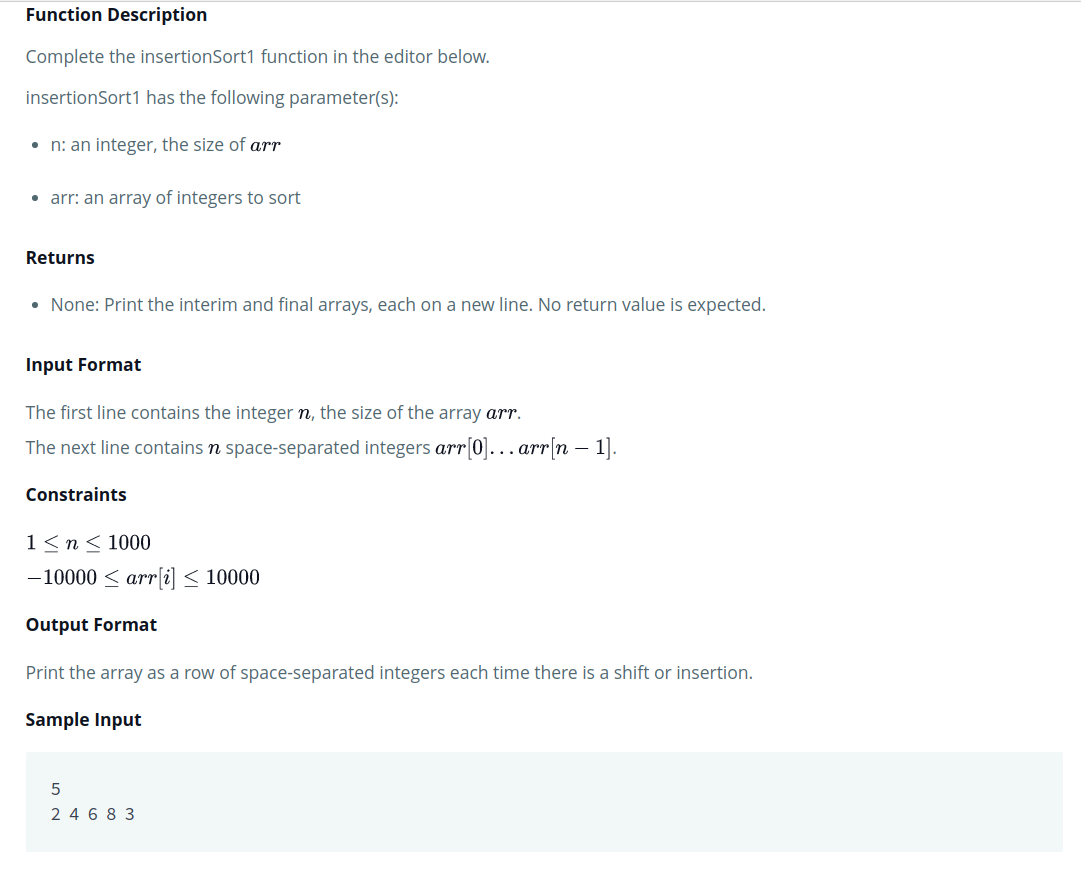 Function Description
Complete the insertionSort1 function in the editor below.
insertionSort1 has the following parameter(s):
• n: an integer, the size of arr
• arr: an array of integers to sort
Returns
• None: Print the interim and final arrays, each on a new line. No return value is expected.
Input Format
The first line contains the integer n, the size of the array arr.
The next line contains n space-separated integers arr[0]...arr[n − 1].
Constraints
1 ≤ n ≤ 1000
−10000 ≤ arr[i] ≤ 10000
Output Format
Print the array as a row of space-separated integers each time there is a shift or insertion.
Sample Input
5
2 4 6 8 3